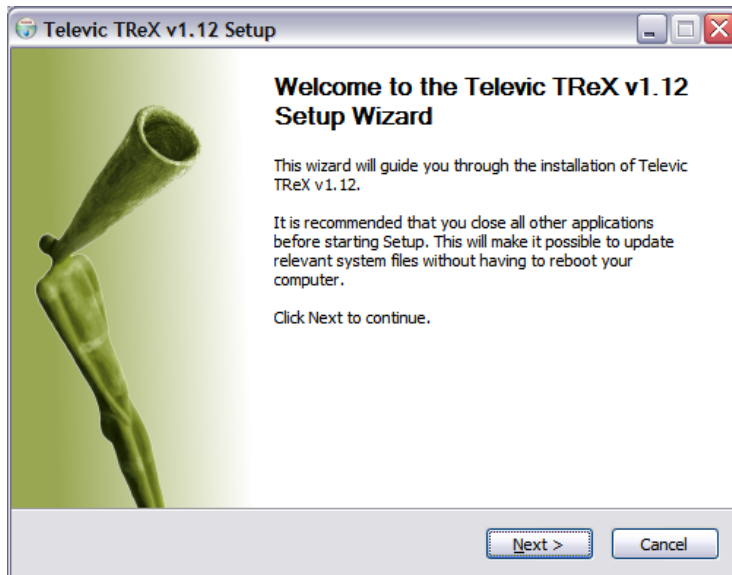 Televic TReX v1.12 Setup
Welcome to the Televic TReX v1.12
Setup Wizard
This wizard will guide you through the installation of Televic
TReX v1.12.
It is recommended that you close all other applications
before starting Setup. This will make it possible to update
relevant system files without having to reboot your
computer.
Click Next to continue.
Next >
Cancel